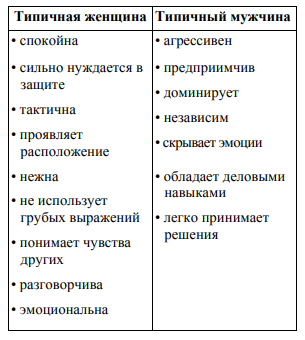 Типичная женщина
• спокойна
• сильно нуждается в
защите
• тактична
• проявляет
расположение
• нежна
• не использует
грубых выражений
• понимает чувства
других
• разговорчива
• эмоциональна
Типичный мужчина
• агрессивен
• предприимчив
• доминирует
• независим
• скрывает эмоции
• обладает деловыми
навыками
• легко принимает
решения